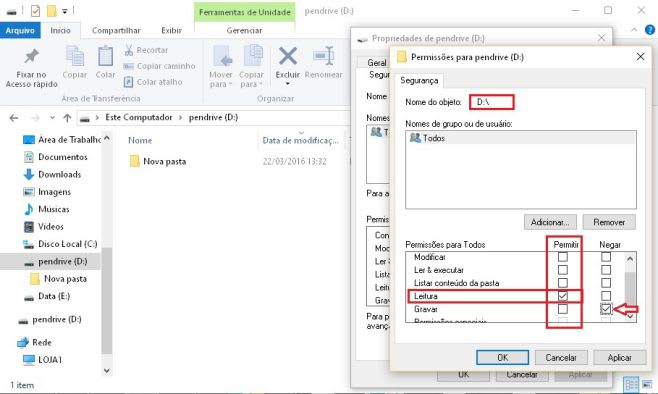 Ferramentas de Unidade
pendrive (D:)
Arquivo
Início
Compartilhar
Exibir
Gerenciar
Fixar no
Acesso rápido
Copiar
Colar
Recortar
Copiar caminho
Colar atalho
Área de Transferência
Mover
para
Copiar
para
Excluir
Renomear
Organizar
Este Computador
pendrive (D:)
Área de Trabalho
Documentos
Downloads
Imagens
Músicas
Vídeos
Disco Local (C:)
pendrive (D:)
Nova pasta
Data (E:)
pendrive (D:)
Rede
LOJA1
1 item
Nome
Data de modificaç...
Nova pasta
22/03/2016 13:32
Propriedades de pendrive (D:)
Geral
Segur
Nome
Nomes
T
Para a
Permis
Con
Moc
Ler &
Lista
Leitu
Grav
Para p
avança
OK
Cancelar
Aplicar
Permissões para pendrive (D:)
Segurança
Nome do objeto:
D:\
Nomes de grupo ou de usuário:
Todos
Adicionar...
Remover
Permissões para Todos
Permitir
Negar
Modificar
Ler & executar
Listar conteúdo da pasta
Leitura
Gravar
Permissões especiais
OK
Cancelar
Aplicar